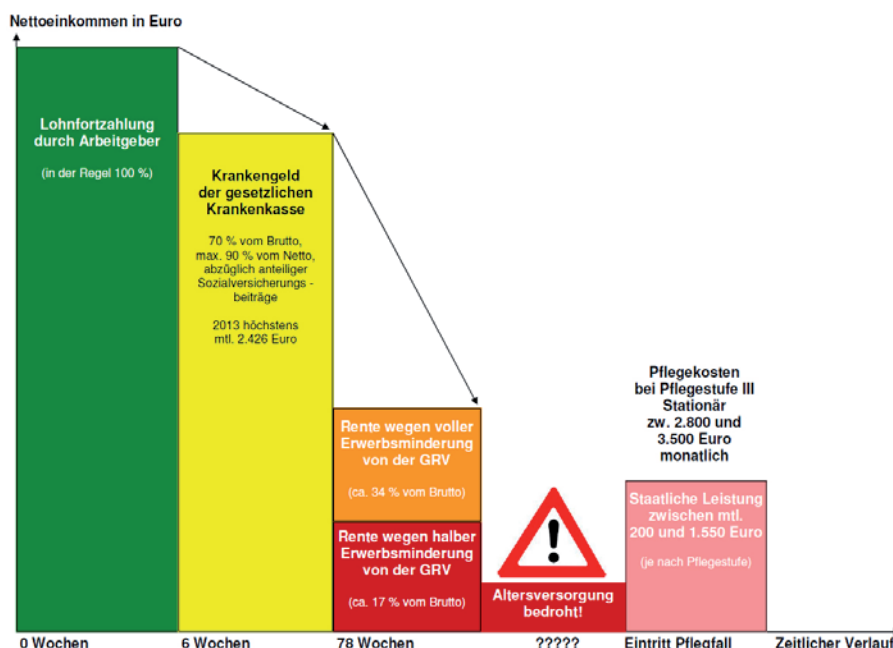 Nettoeinkommen in Euro
Lohnfortzahlung
durch Arbeitgeber
(in der Regel 100 %)
Krankengeld
der gesetzlichen
Krankenkasse
70 % vom Brutto,
max. 90 % vom Netto,
abzüglich anteiliger
Sozialversicherungs -
beiträge
2013 höchstens
mtl. 2.426 Euro
Rente wegen voller
Erwerbsminderung
von der GRV
(ca. 34 % vom Brutto)
Rente wegen halber
Erwerbsminderung
von der GRV
(ca. 17 % vom Brutto)
!
Altersversorgung
bedroht!
Pflegekosten
bei Pflegestufe III
Stationär
zw. 2.800 und
3.500 Euro
monatlich
Staatliche Leistung
zwischen mtl.
200 und 1.550 Euro
(je nach Pflegestufe)
0 Wochen 6 Wochen 78 Wochen ????? Eintritt Pflegfall Zeitlicher Verlauf